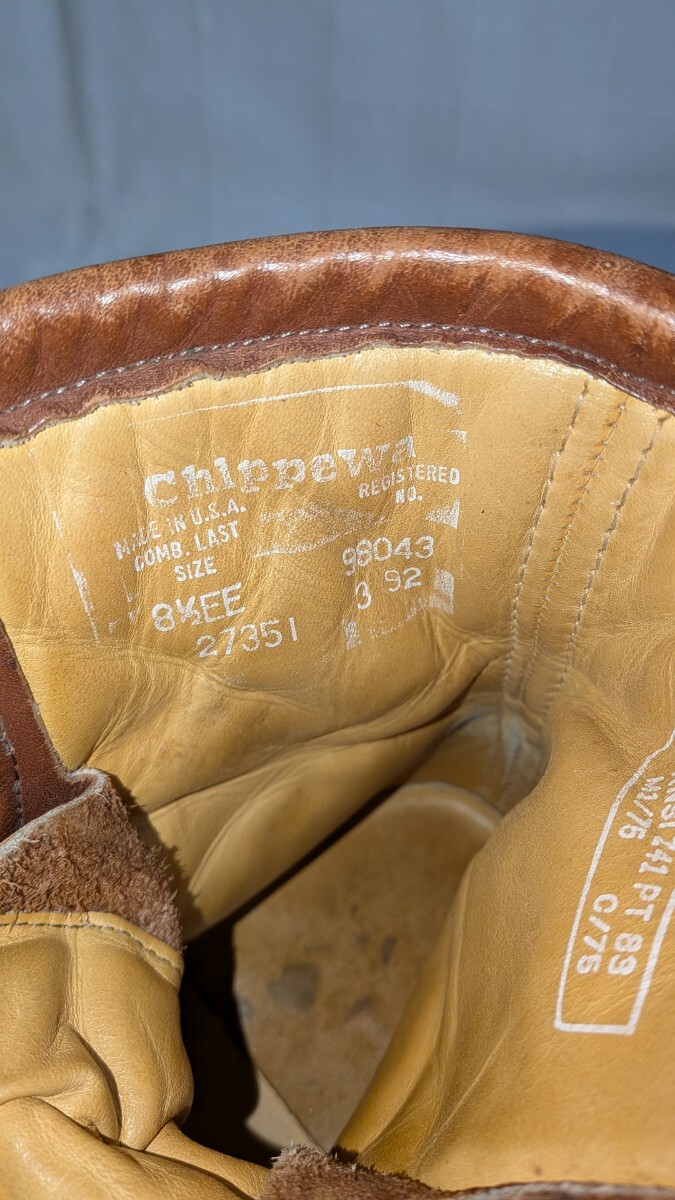 Chippewa
REGISTERED
NO.
MADE IN U.S.A.
COMB. LAST
SIZE
98043
8½EE
3 92
27351
ANSI Z41 PT 83
M1/75
C/75